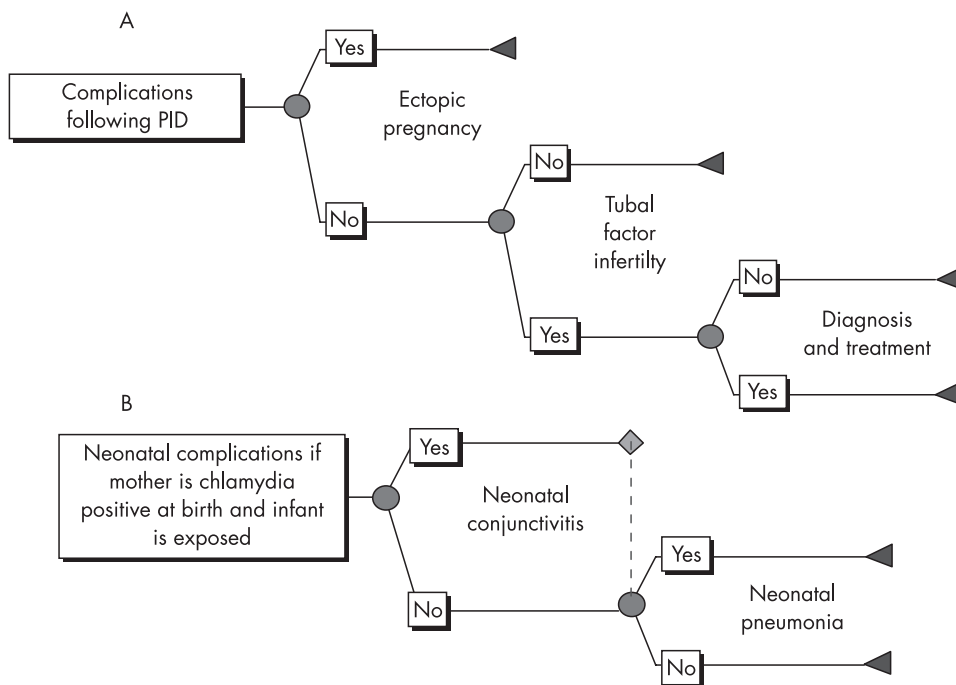 A
Complications
following PID
Yes
Ectopic
pregnancy
No
No
Tubal
factor
infertilty
Yes
No
Diagnosis
and treatment
Yes
B
Neonatal complications if
mother is chlamydia
positive at birth and infant
is exposed
Yes
Neonatal
conjunctivitis
No
Yes
Neonatal
pneumonia
No